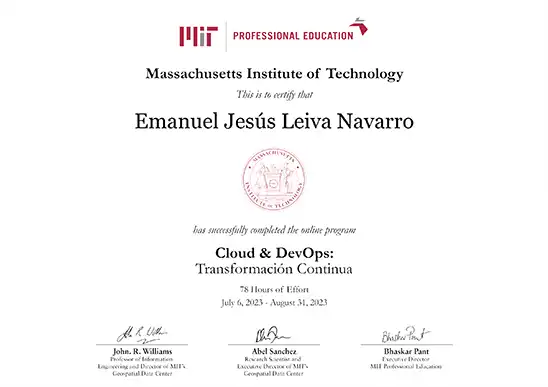 MIT PROFESSIONAL EDUCATION
Massachusetts Institute of Technology
This is to certify that
Emanuel Jesús Leiva Navarro
MASSACHUSETTS
INSTITUTE OF TECHNOLOGY
has successfully completed the online program
Cloud & DevOps:
Transformación Continua
78 Hours of Effort
July 6, 2023 - August 31, 2023
John. R. Williams
Professor of Information
Engineering and Director of MIT's
Geospatial Data Center
Abel Sanchez
Research Scientist and
Executive Director of MIT's
Geospatial Data Center
Bhaskar Pant
Bhaskar Pant
Executive Director
MIT Professional Education